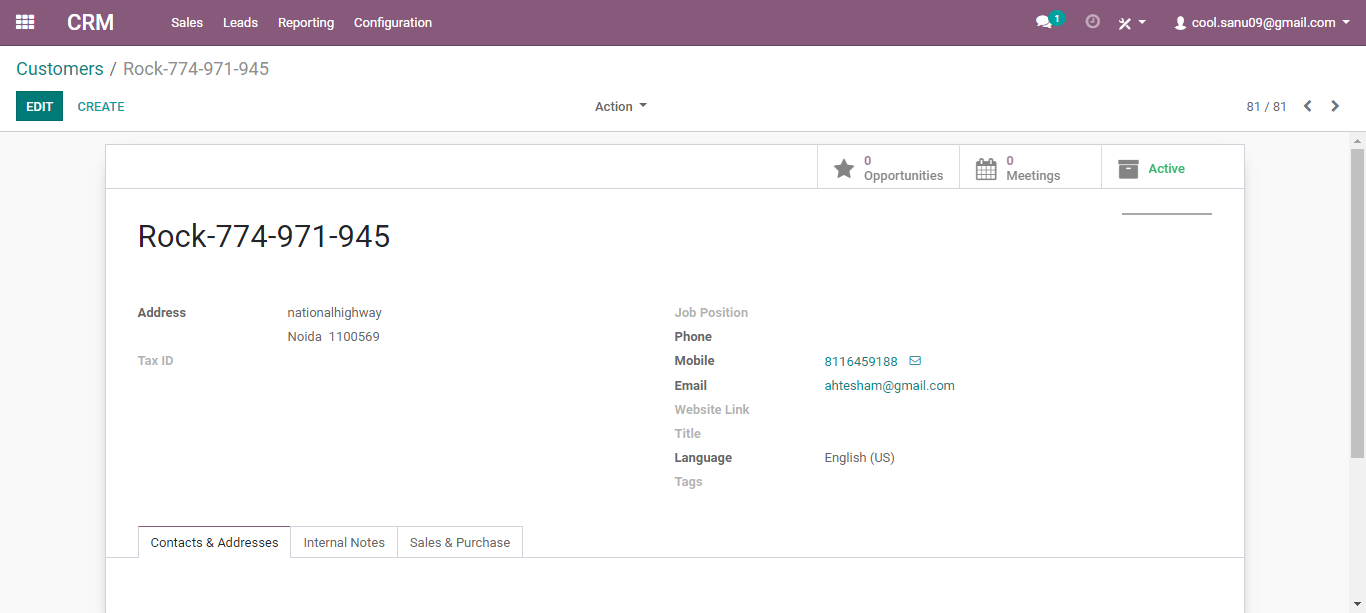 CRM Sales Leads Reporting Configuration 1 cool.sanu09@gmail.com
Customers / Rock-774-971-945
EDIT CREATE Action 81 / 81
0 Opportunities 0 Meetings Active
Rock-774-971-945
Address nationalhighway
Noida 1100569
Tax ID
Job Position
Phone
Mobile 8116459188
Email ahtesham@gmail.com
Website Link
Title
Language English (US)
Tags
Contacts & Addresses Internal Notes Sales & Purchase